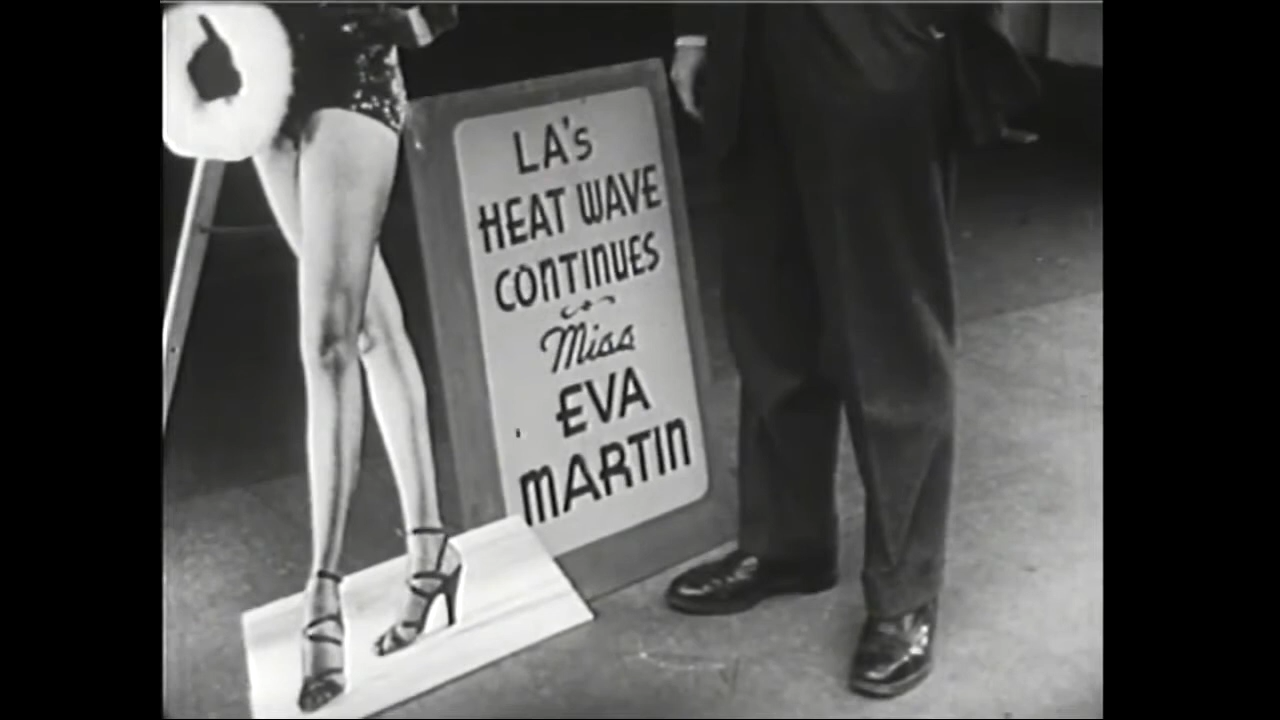 LA's
HEAT WAVE
CONTINUES
Miss
EVA
MARTIN